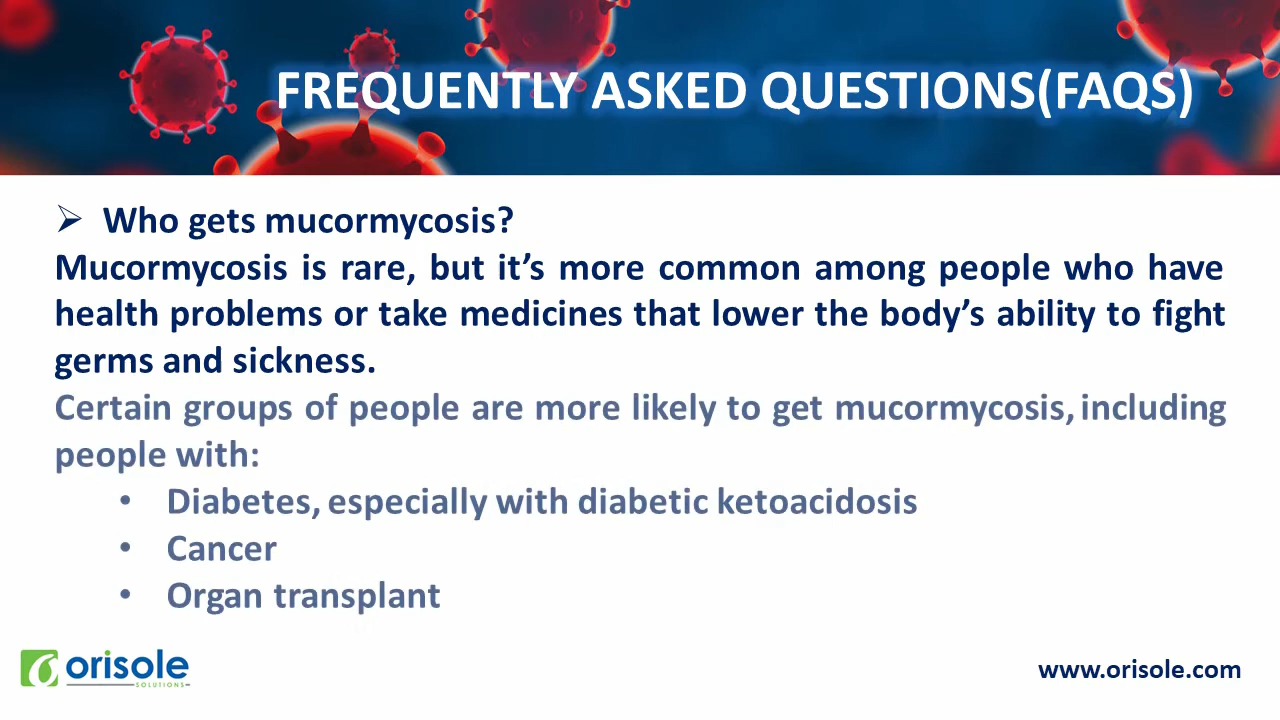 FREQUENTLY ASKED QUESTIONS(FAQS)
➢ Who gets mucormycosis?
Mucormycosis is rare, but it’s more common among people who have
health problems or take medicines that lower the body’s ability to fight
germs and sickness.
Certain groups of people are more likely to get mucormycosis, including
people with:
• Diabetes, especially with diabetic ketoacidosis
• Cancer
• Organ transplant
orisole
SOLUTIONS
www.orisole.com